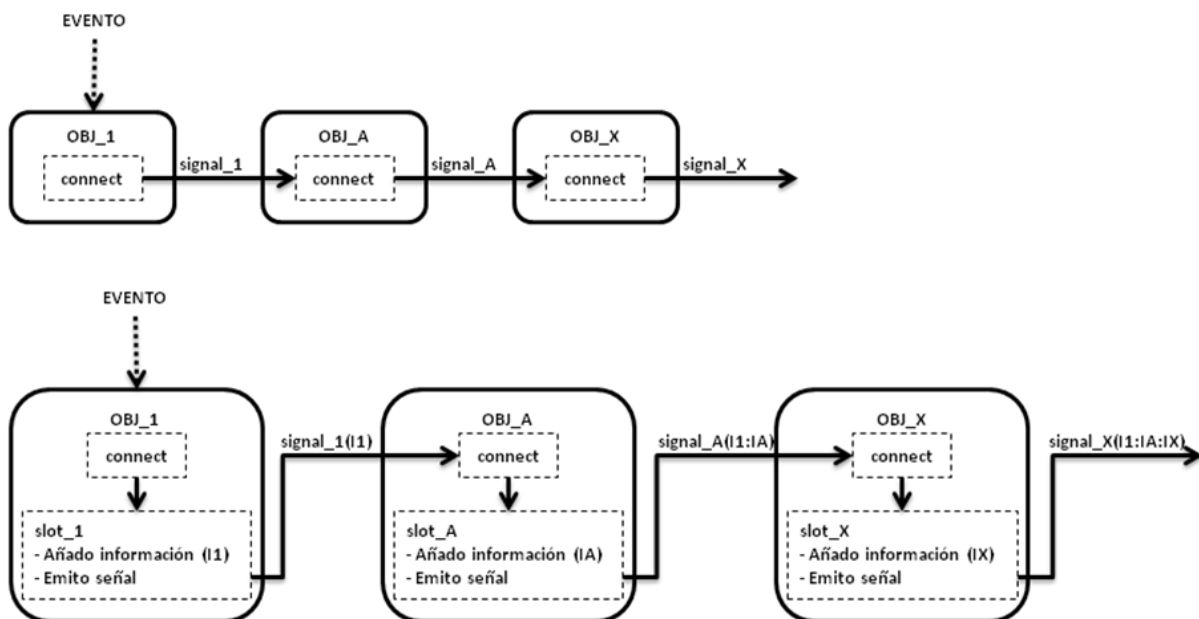 EVENTO
OBJ_1
OBJ_A
OBJ_X
connect
signal_1
connect
signal_A
connect
signal_X
EVENTO
OBJ_1
OBJ_A
OBJ_X
connect
signal_1(I1)
connect
signal_A(I1:IA)
connect
signal_X(I1:IA:IX)
slot_1
- Añado información (I1)
- Emito señal
slot_A
- Añado información (IA)
- Emito señal
slot_X
- Añado información (IX)
- Emito señal